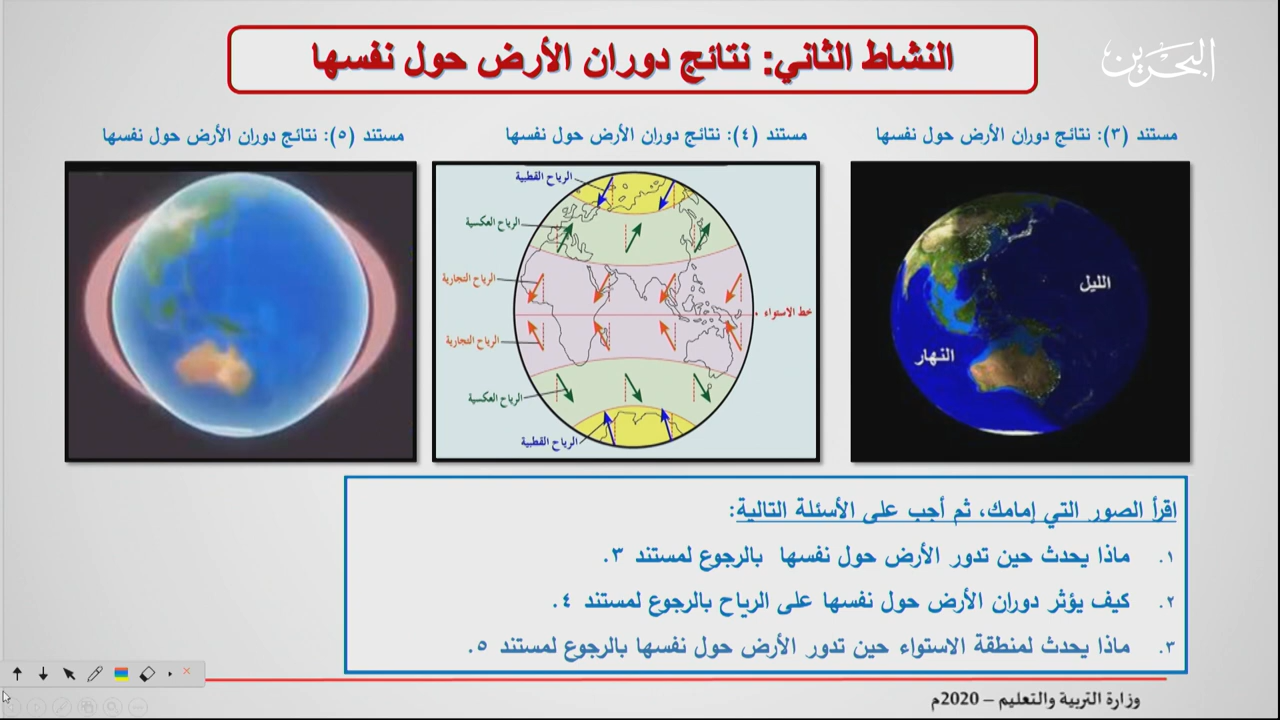 النشاط الثاني: نتائج دوران الأرض حول نفسها
البحرين
مستند (٣): نتائج دوران الأرض حول نفسها
مستند (٤): نتائج دوران الأرض حول نفسها
مستند (٥): نتائج دوران الأرض حول نفسها
الليل
النهار
الرياح القطبية
الرياح العكسية
الرياح التجارية
خط الاستواء
الرياح التجارية
الرياح العكسية
الرياح القطبية
اقرأ الصور التي إمامك، ثم أجب على الأسئلة التالية:
١. ماذا يحدث حين تدور الأرض حول نفسها بالرجوع لمستند ٣.
٢. كيف يؤثر دوران الأرض حول نفسها على الرياح بالرجوع لمستند ٤.
٣. ماذا يحدث لمنطقة الاستواء حين تدور الأرض حول نفسها بالرجوع لمستند ٥.
وزارة التربية والتعليم – 2020م